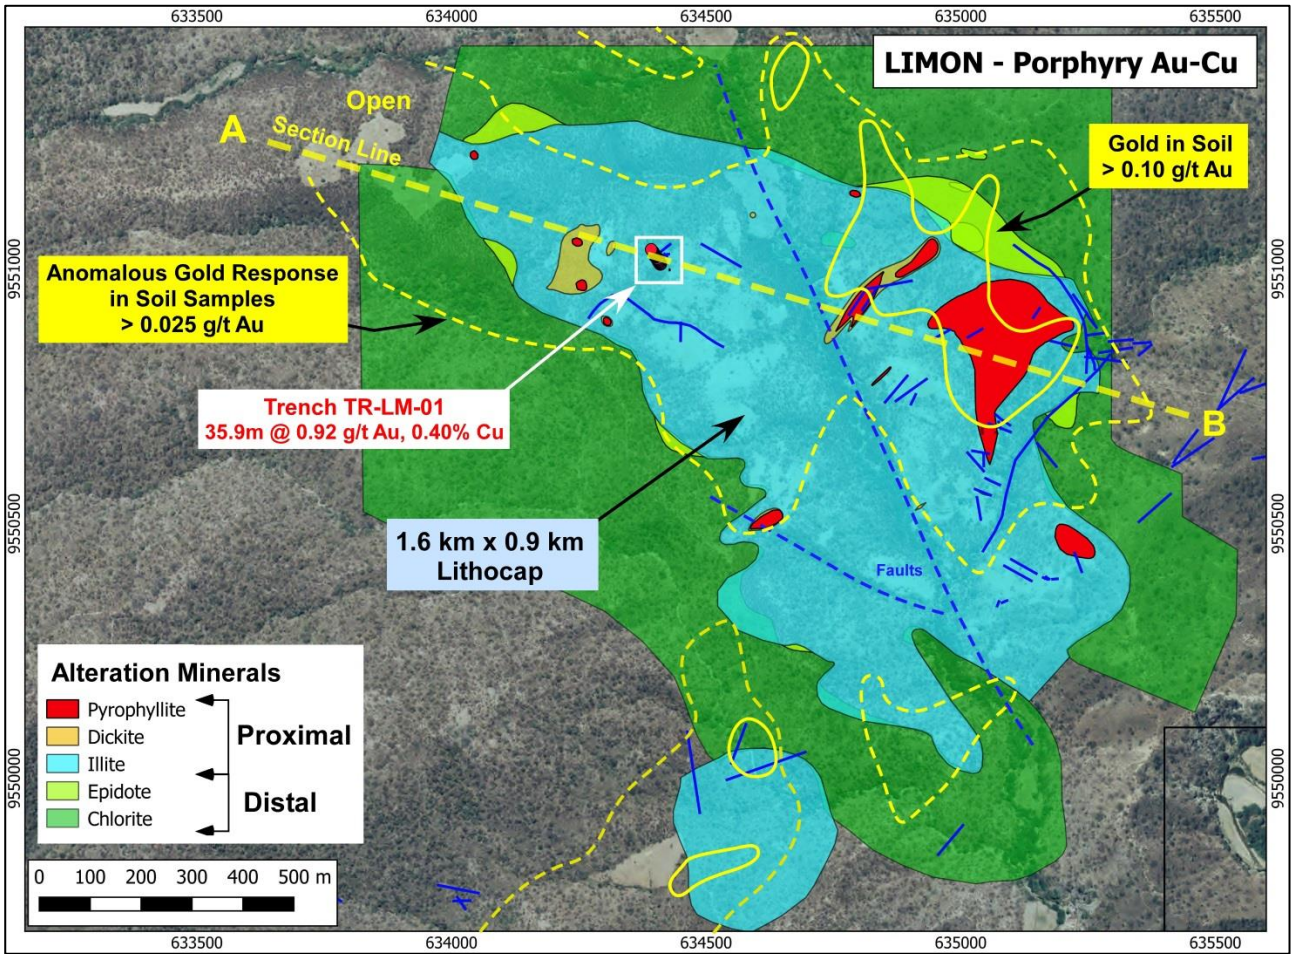 633500 634000 634500 635000 635500
LIMON - Porphyry Au-Cu
Open
A
Section Line
Gold in Soil
> 0.10 g/t Au
9551000
9551000
Anomalous Gold Response
in Soil Samples
> 0.025 g/t Au
Trench TR-LM-01
35.9m @ 0.92 g/t Au, 0.40% Cu
B
9550500
9550500
1.6 km x 0.9 km
Lithocap
Faults
Alteration Minerals
Pyrophyllite
Dickite
Illite
Epidote
Chlorite
Proximal
Distal
9550000
9550000
0 100 200 300 400 500 m
633500 634000 634500 635000 635500